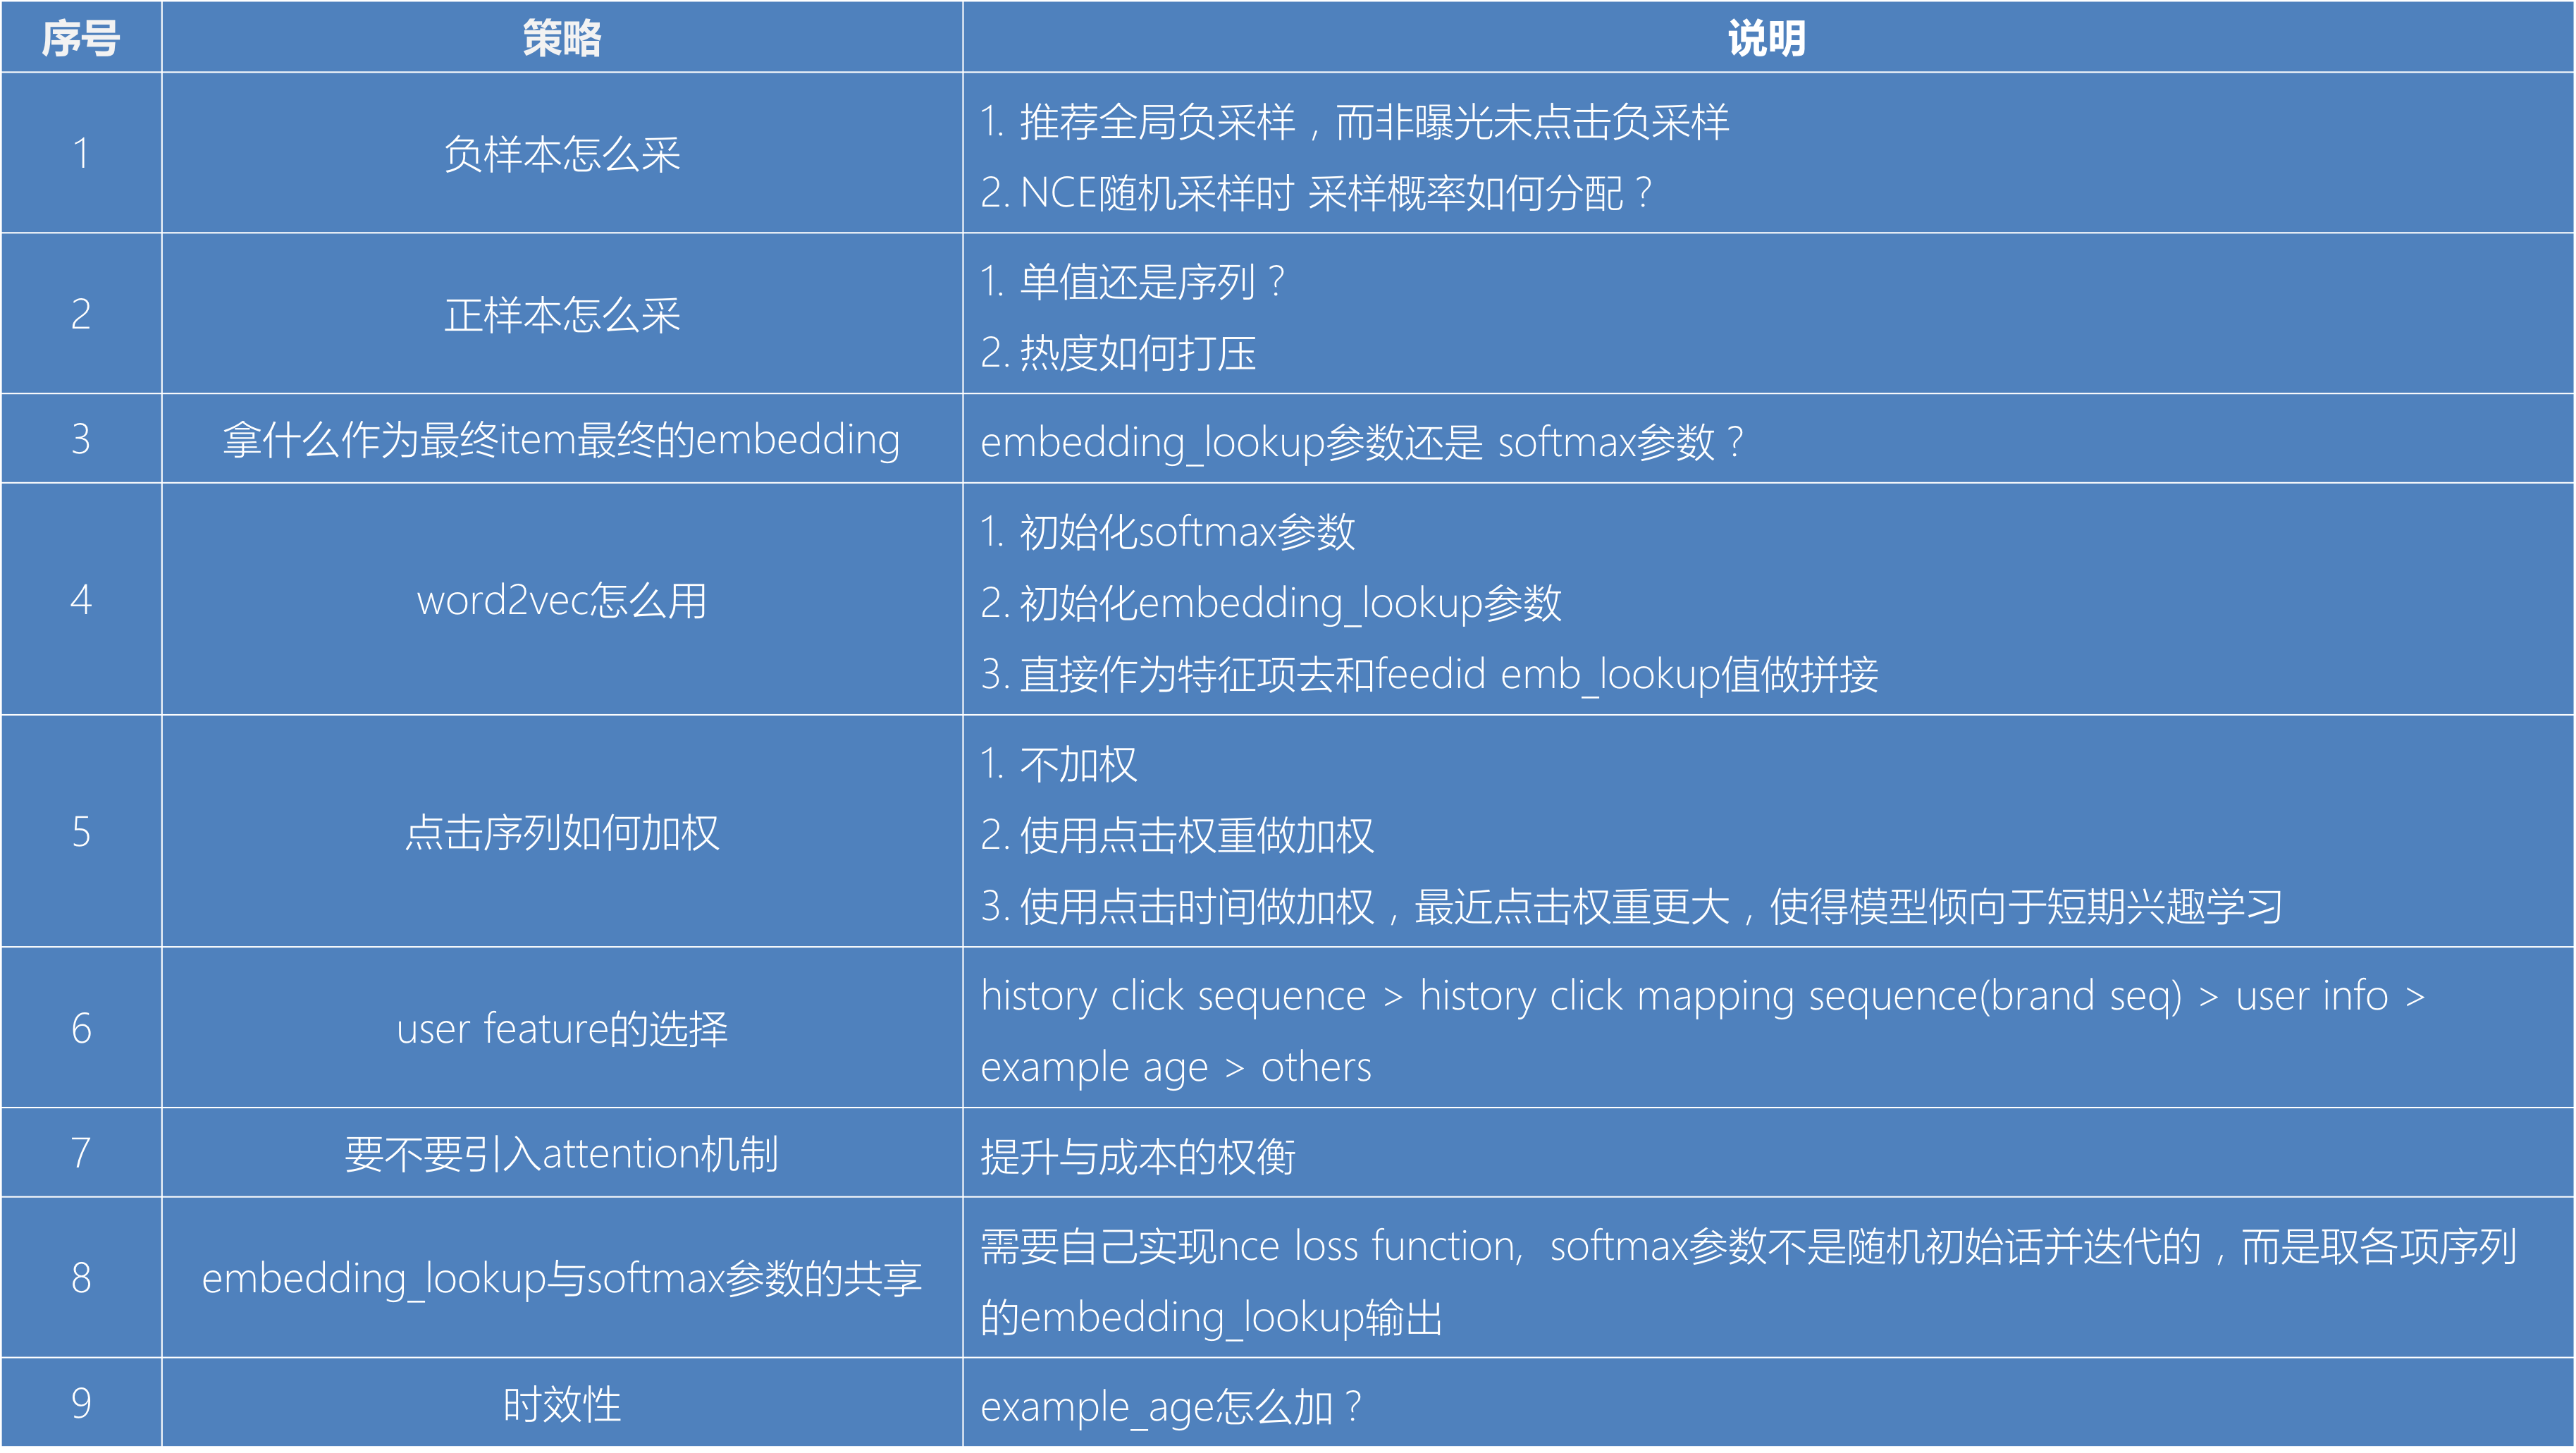 序号 策略 说明
1 负样本怎么采 1. 推荐全局负采样，而非曝光未点击负采样
2. NCE随机采样时 采样概率如何分配？
2 正样本怎么采 1. 单值还是序列？
2. 热度如何打压
3 拿什么作为最终item最终的embedding embedding_lookup参数还是 softmax参数？
4 word2vec怎么用 1. 初始化softmax参数
2. 初始化embedding_lookup参数
3. 直接作为特征项去和feedid emb_lookup值做拼接
5 点击序列如何加权 1. 不加权
2. 使用点击权重做加权
3. 使用点击时间做加权，最近点击权重更大，使得模型倾向于短期兴趣学习
6 user feature的选择 history click sequence > history click mapping sequence(brand seq) > user info >
example age > others
7 要不要引入attention机制 提升与成本的权衡
8 embedding_lookup与softmax参数的共享 需要自己实现nce loss function, softmax参数不是随机初始话并迭代的，而是取各项序列
的embedding_lookup输出
9 时效性 example_age怎么加？